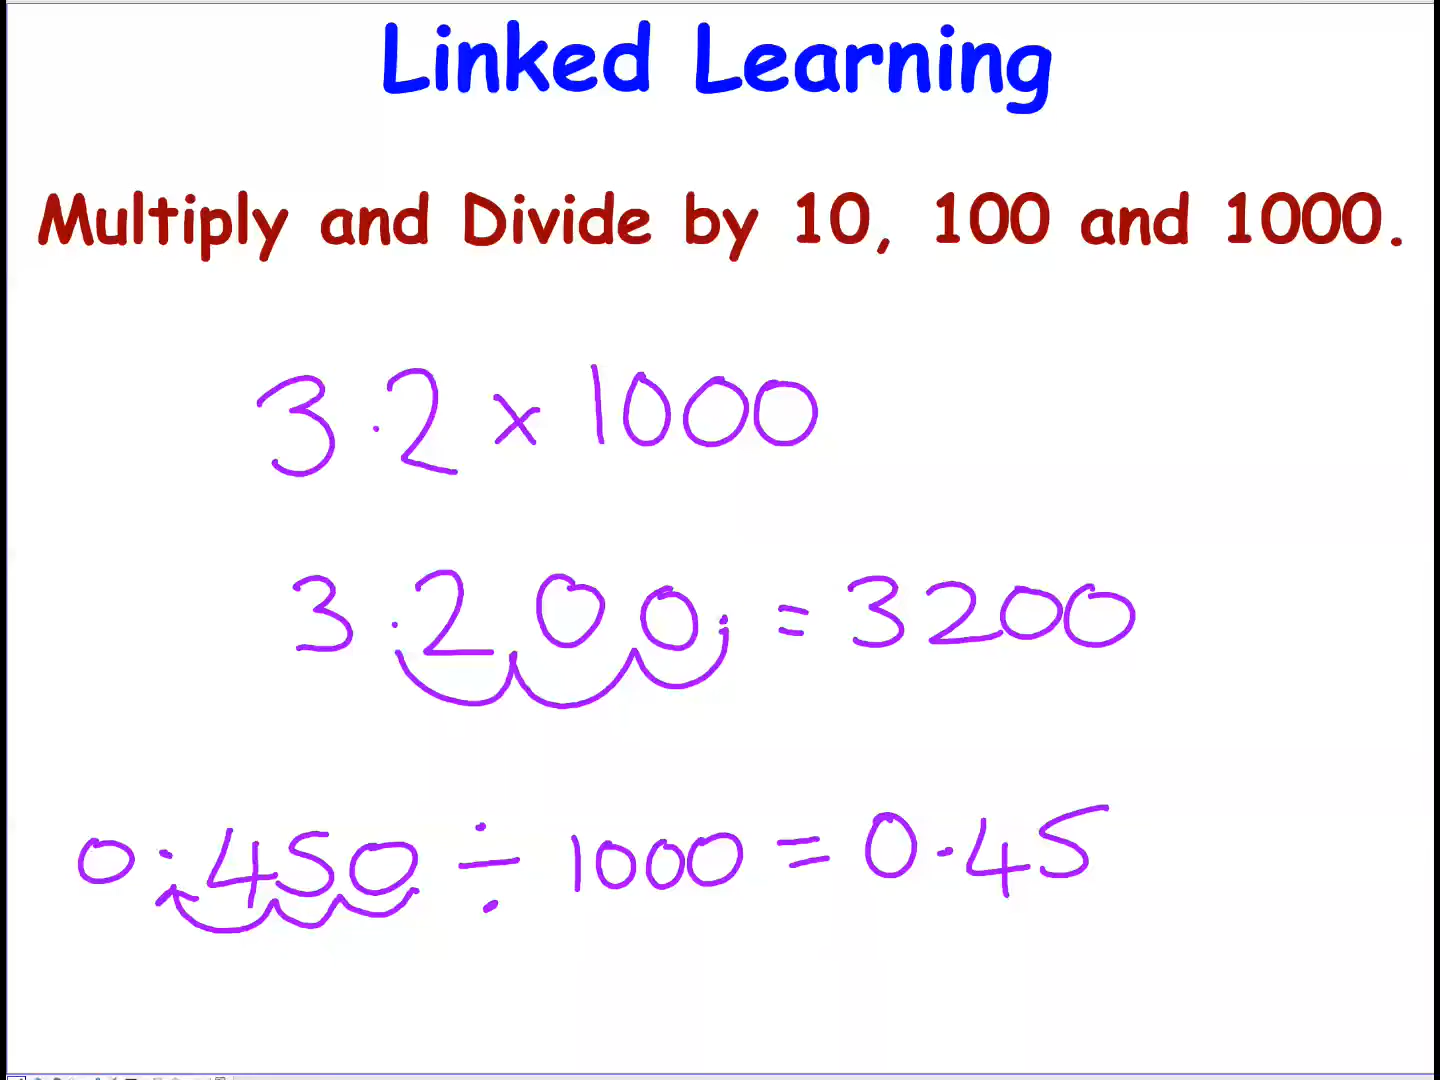 Linked Learning
Multiply and Divide by 10, 100 and 1000.
3.2 × 1000
3.200. = 3200
0.450 ÷ 1000 = 0.45